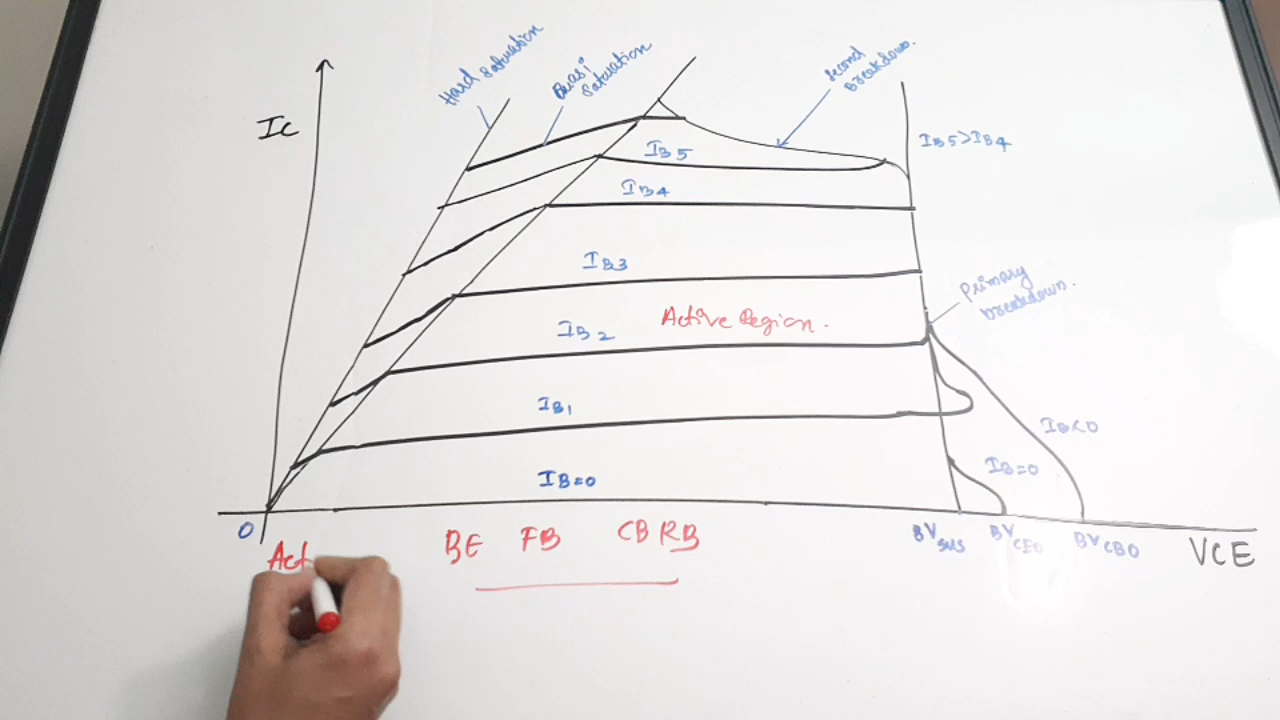 Hard Saturation
Quasi
Saturation
Second
breakdown.
IC
IB5
IB5>IB4
IB4
IB3
Primary
breakdown.
Active Region.
IB2
IB1
IB<0
IB=0
IB=0
0
BE FB CB RB
BVSUS
BVCEO
BVCBO
VCE
Act